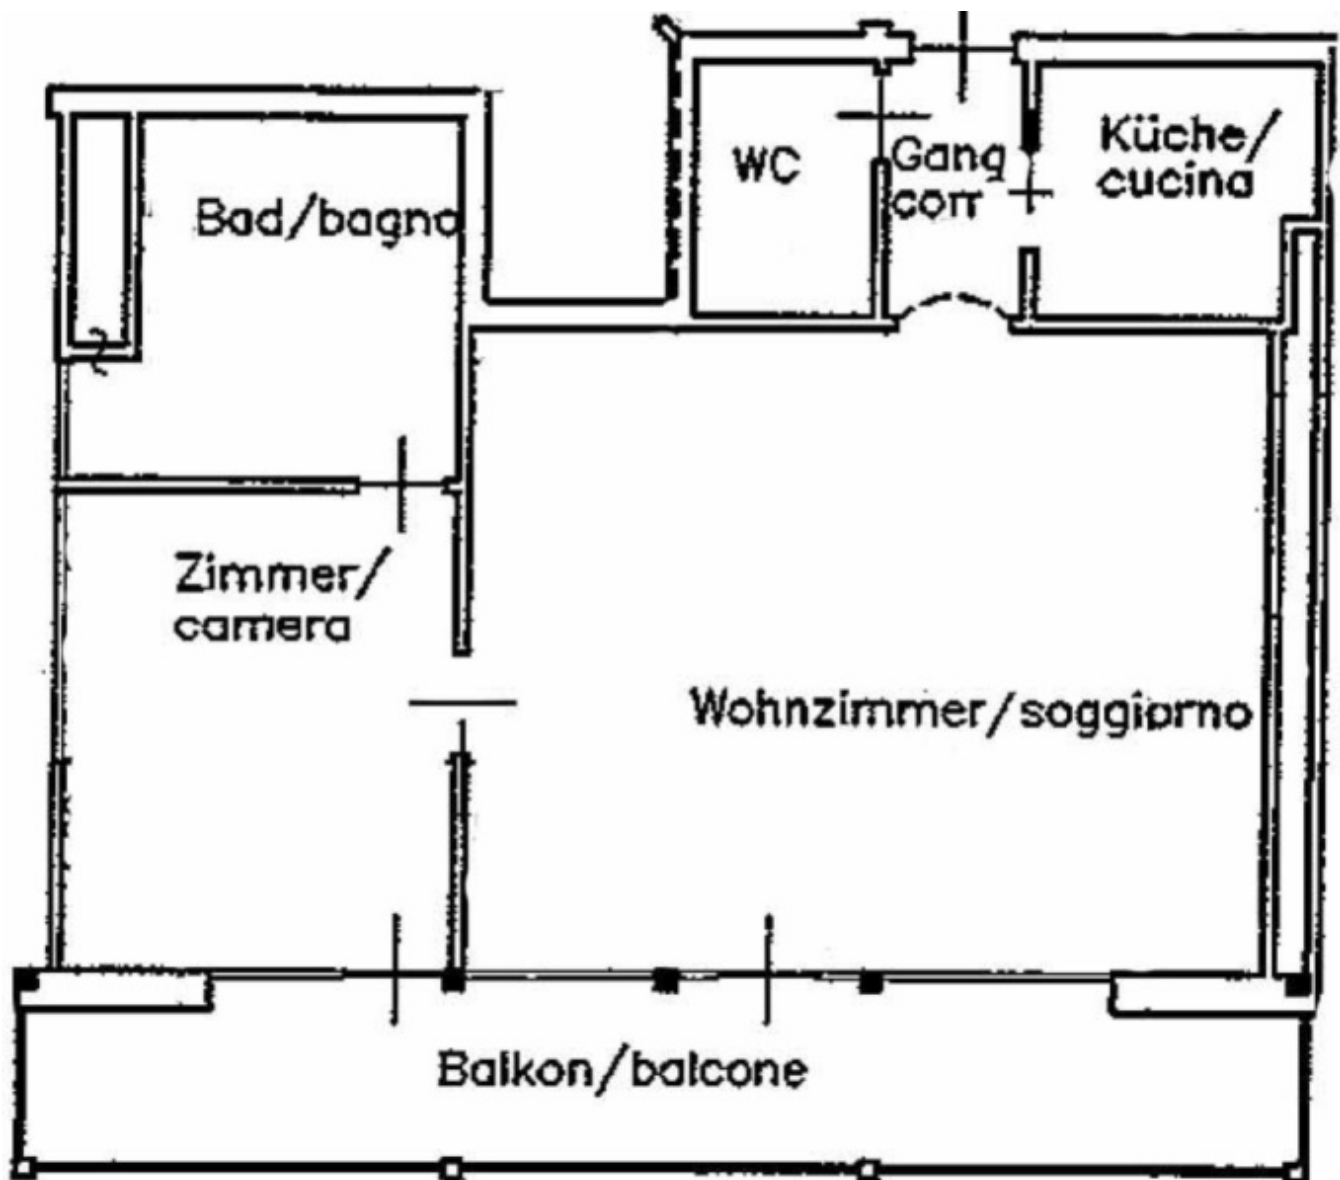 WC
Gang
corr
Küche/
cucina
Bad/bagno
Zimmer/
camera
Wohnzimmer/soggiorno
Balkon/balcone